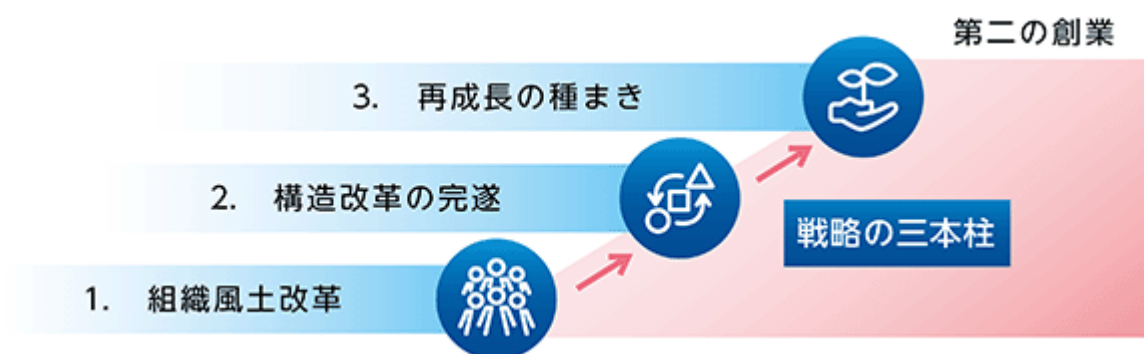 第二の創業
3. 再成長の種まき
2. 構造改革の完遂
戦略の三本柱
1. 組織風土改革